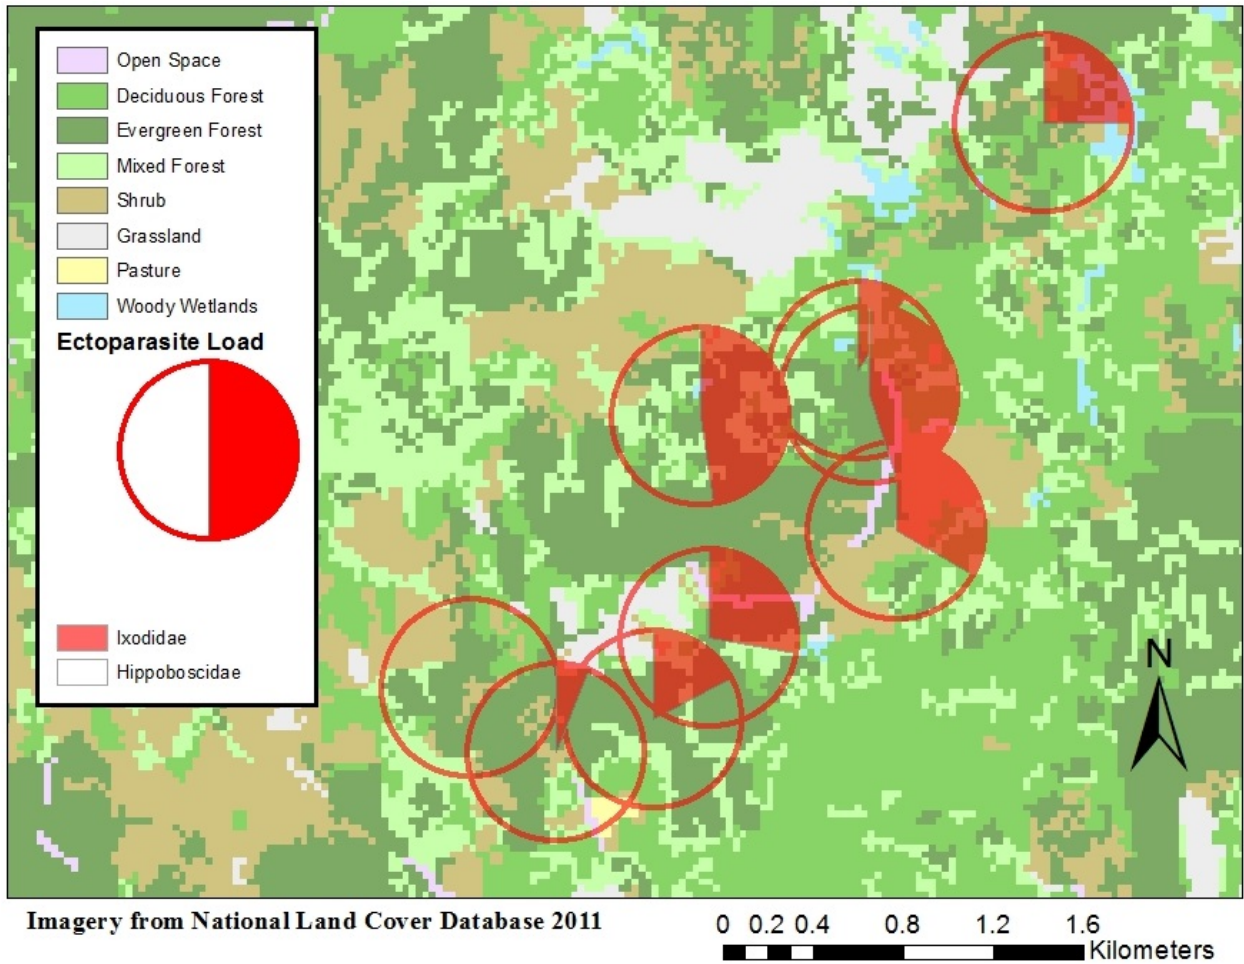 Open Space
Deciduous Forest
Evergreen Forest
Mixed Forest
Shrub
Grassland
Pasture
Woody Wetlands
Ectoparasite Load
Ixodidae
Hippoboscidae
N
Imagery from National Land Cover Database 2011
0 0.2 0.4 0.8 1.2 1.6
Kilometers